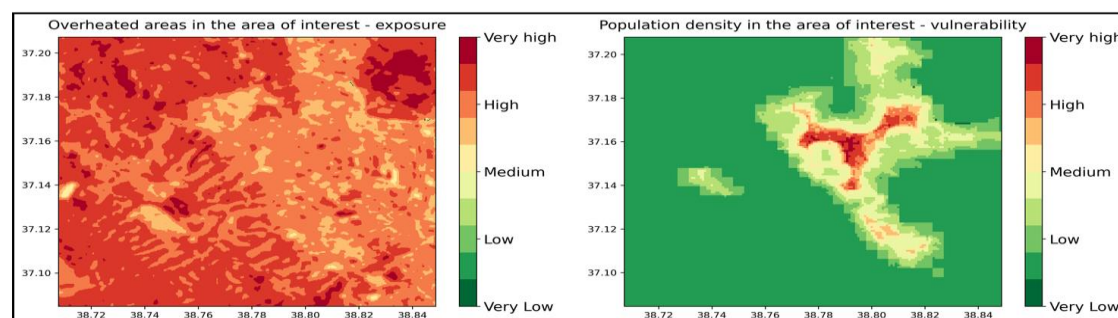 Overheated areas in the area of interest - exposure
37.20
37.18
37.16
37.14
37.12
37.10
38.72 38.74 38.76 38.78 38.80 38.82 38.84
Very high
High
Medium
Low
Very Low
Population density in the area of interest - vulnerability
37.20
37.18
37.16
37.14
37.12
37.10
38.72 38.74 38.76 38.78 38.80 38.82 38.84
Very high
High
Medium
Low
Very Low